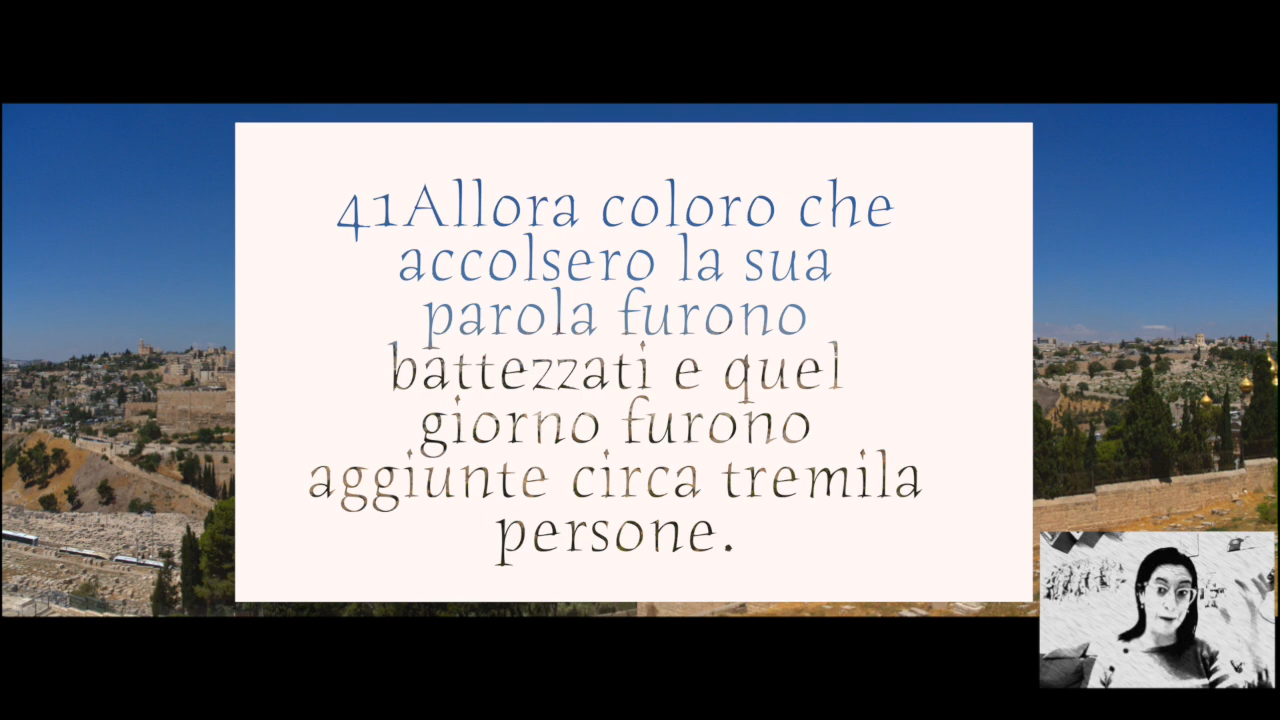 41Allora coloro che
accolsero la sua
parola furono
battezzati e quel
giorno furono
aggiunte circa tremila
persone.